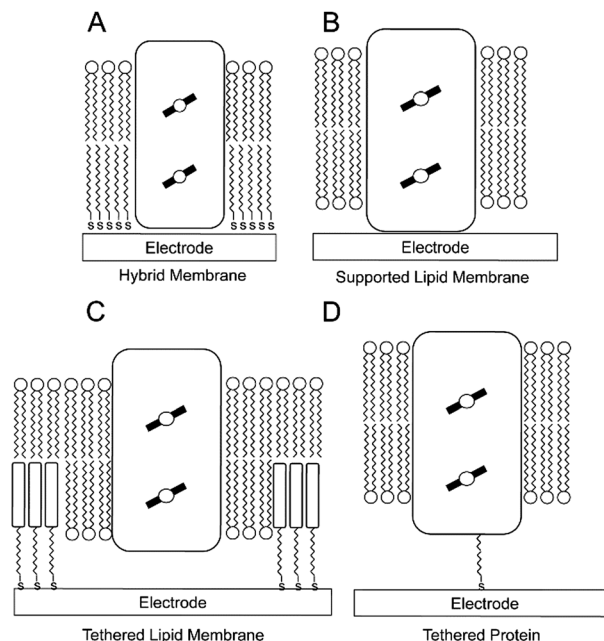 A
B
S S S S S
S S S S S
Electrode
Electrode
Hybrid Membrane
Supported Lipid Membrane
C
D
S S S
S S S
S
Electrode
Electrode
Tethered Lipid Membrane
Tethered Protein